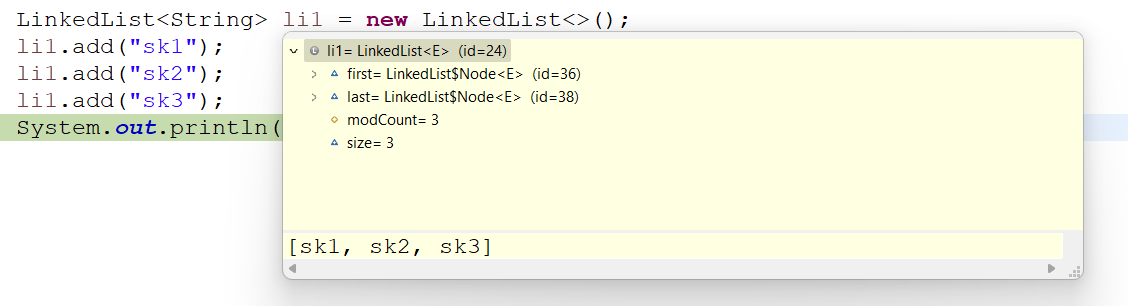 LinkedList<String> li1 = new LinkedList<>();
li1.add("sk1");
li1.add("sk2");
li1.add("sk3");
System.out.println(
li1= LinkedList<E> (id=24)
first= LinkedList$Node<E> (id=36)
last= LinkedList$Node<E> (id=38)
modCount= 3
size= 3
[sk1, sk2, sk3]